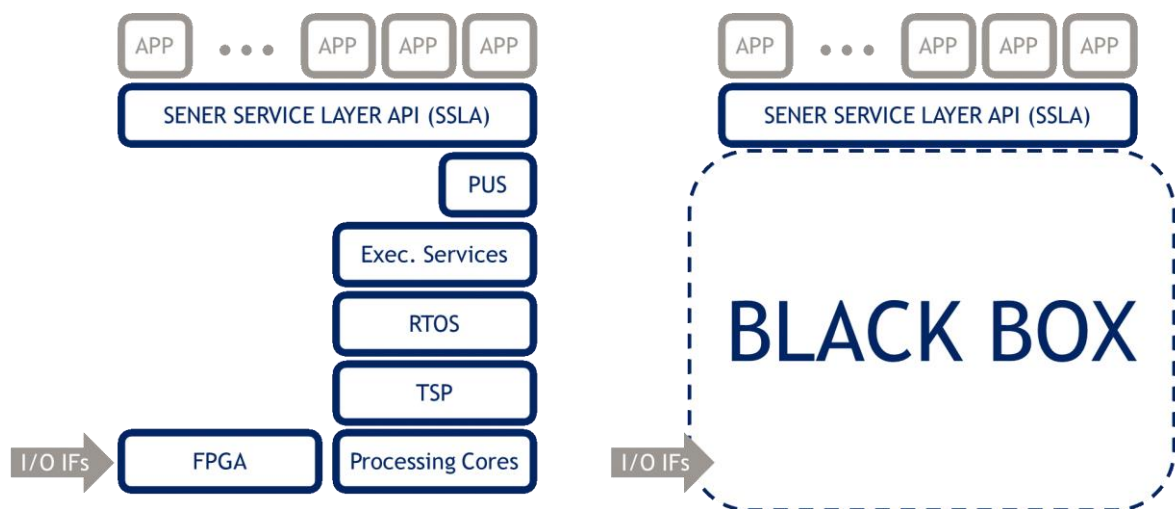 APP ... APP APP APP
SENER SERVICE LAYER API (SSLA)
PUS
Exec. Services
RTOS
TSP
I/O IFs FPGA Processing Cores
APP ... APP APP APP
SENER SERVICE LAYER API (SSLA)
BLACK BOX
I/O IFs